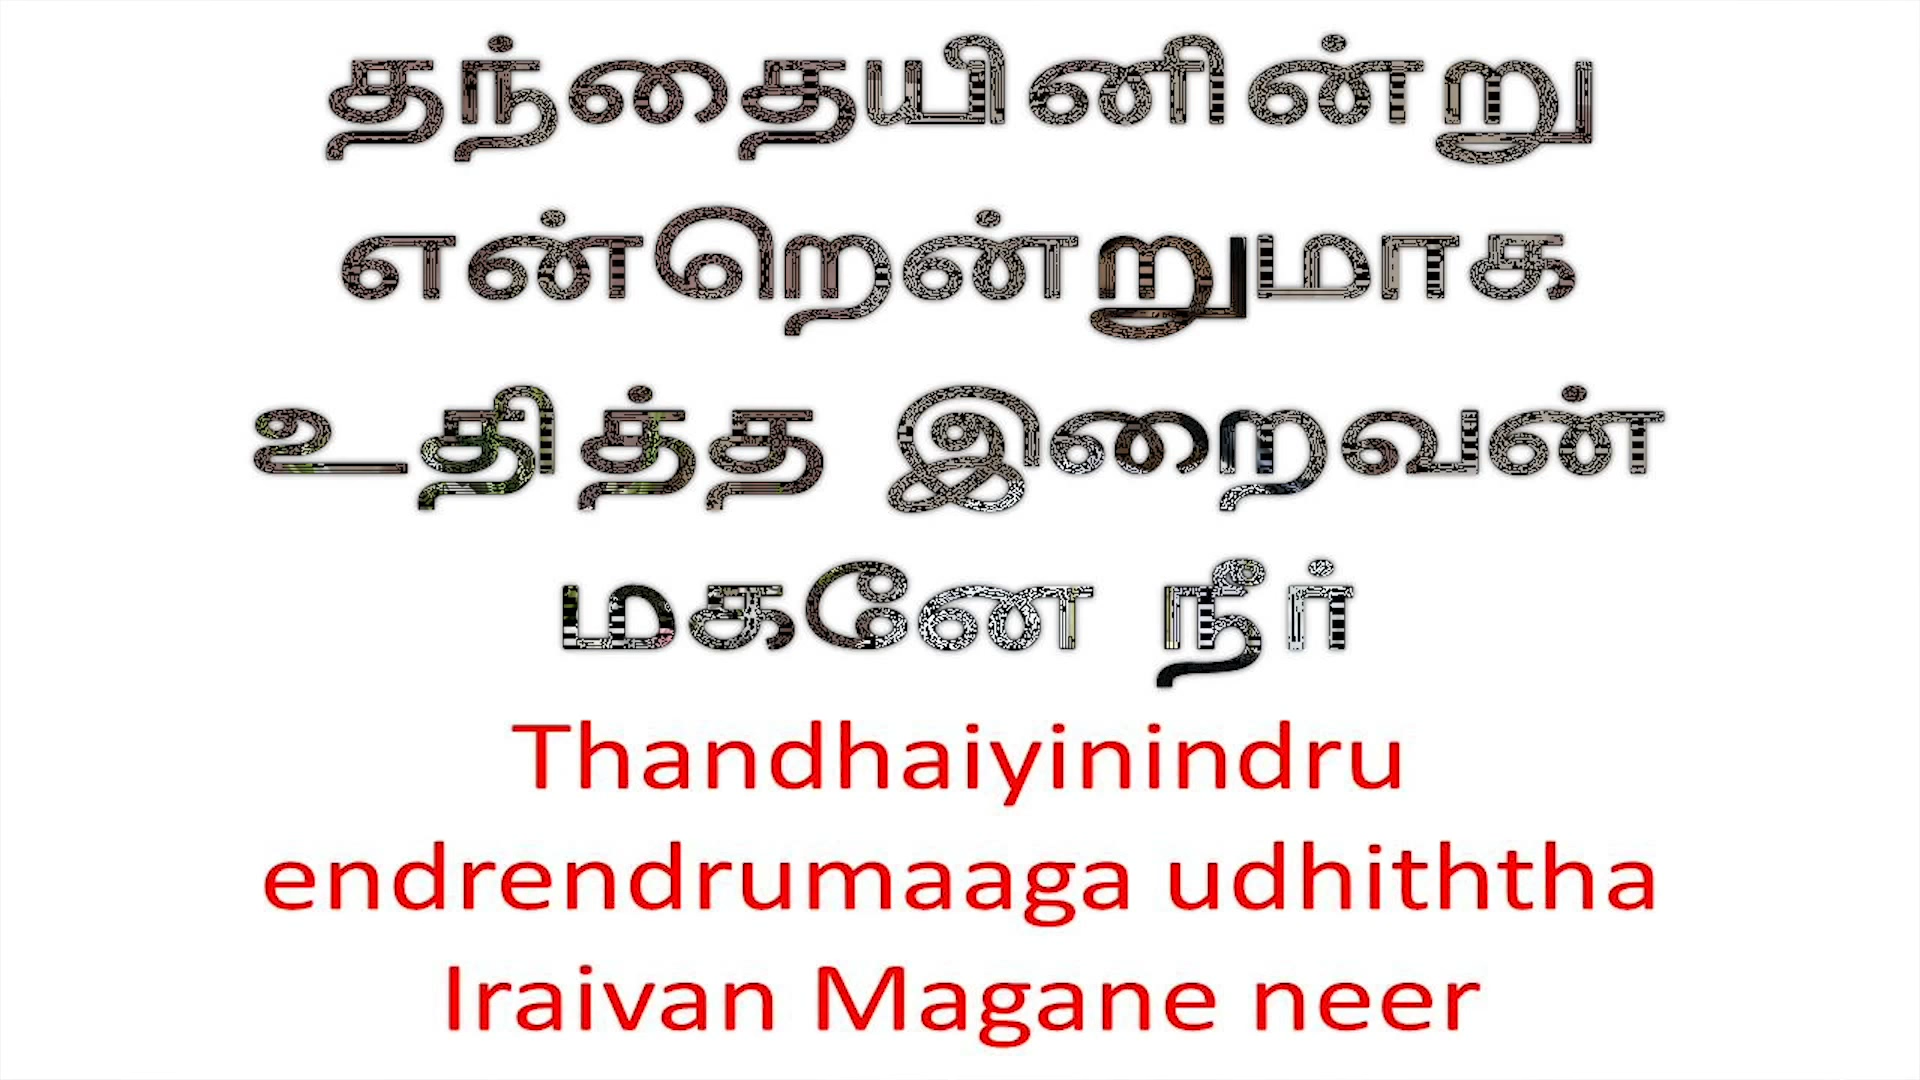 தந்தையினின்று
என்றென்றுமாக
உதித்த இறைவன்
மகனே நீர்
Thandhaiyinindru
endrendrumaaga udhiththa
Iraivan Magane neer